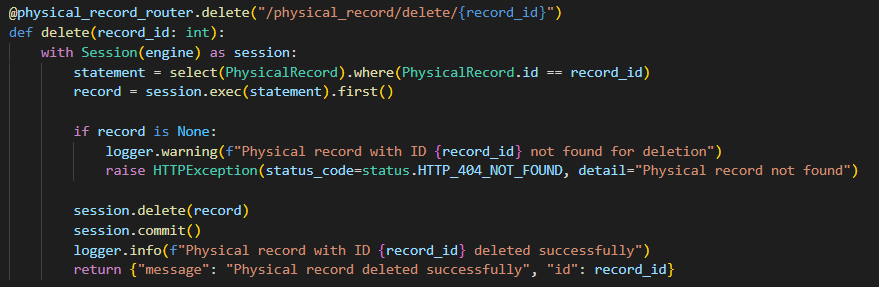 @physical_record_router.delete("/physical_record/delete/{record_id}")
def delete(record_id: int):
    with Session(engine) as session:
        statement = select(PhysicalRecord).where(PhysicalRecord.id == record_id)
        record = session.exec(statement).first()

        if record is None:
            logger.warning(f"Physical record with ID {record_id} not found for deletion")
            raise HTTPException(status_code=status.HTTP_404_NOT_FOUND, detail="Physical record not found")

        session.delete(record)
        session.commit()
        logger.info(f"Physical record with ID {record_id} deleted successfully")
        return {"message": "Physical record deleted successfully", "id": record_id}